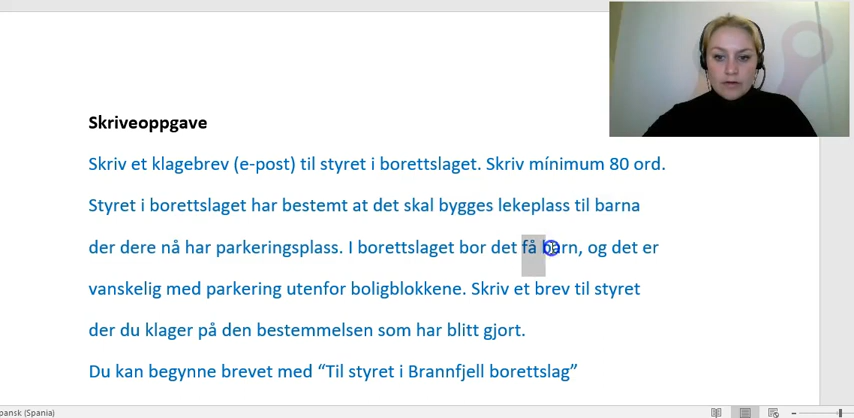 Skriveoppgave
Skriv et klagebrev (e-post) til styret i borettslaget. Skriv mínimum 80 ord.
Styret i borettslaget har bestemt at det skal bygges lekeplass til barna
der dere nå har parkeringsplass. I borettslaget bor det få barn, og det er
vanskelig med parkering utenfor boligblokkene. Skriv et brev til styret
der du klager på den bestemmelsen som har blitt gjort.
Du kan begynne brevet med “Til styret i Brannfjell borettslag”
pansk (Spania)